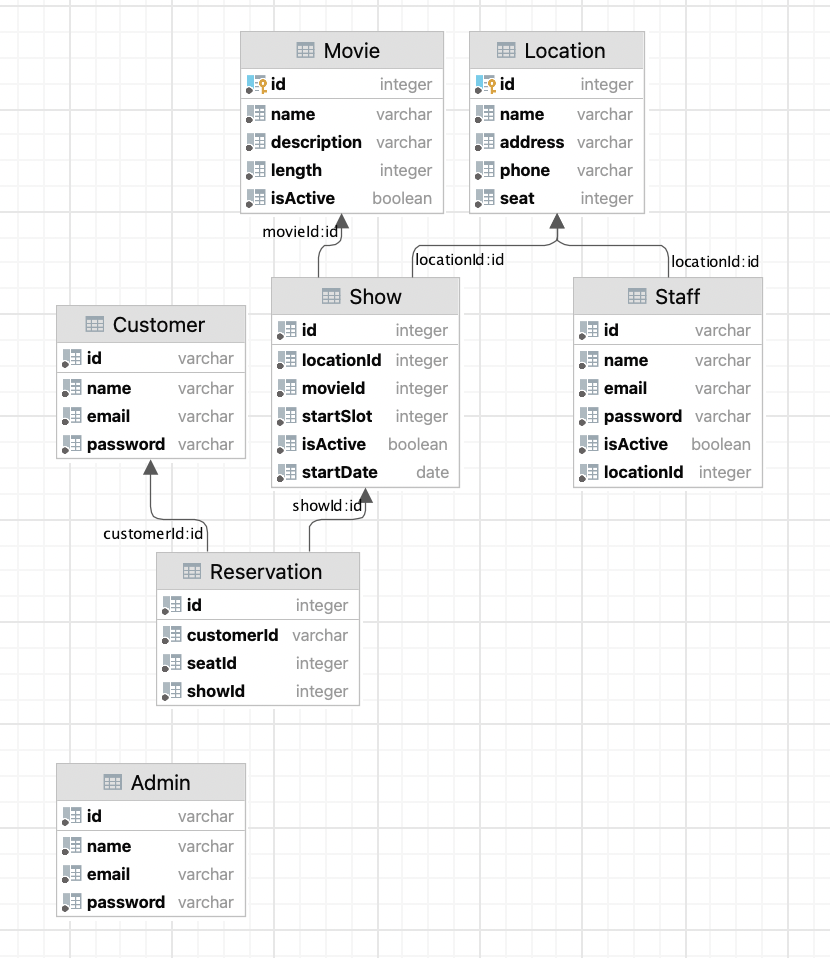 Movie
id integer
name varchar
description varchar
length integer
isActive boolean
Location
id integer
name varchar
address varchar
phone varchar
seat integer
movieId:id
locationId:id
locationId:id
Customer
id varchar
name varchar
email varchar
password varchar
Show
id integer
locationId integer
movieId integer
startSlot integer
isActive boolean
startDate date
Staff
id varchar
name varchar
email varchar
password varchar
isActive boolean
locationId integer
customerId:id
showId:id
Reservation
id integer
customerId varchar
seatId integer
showId integer
Admin
id varchar
name varchar
email varchar
password varchar